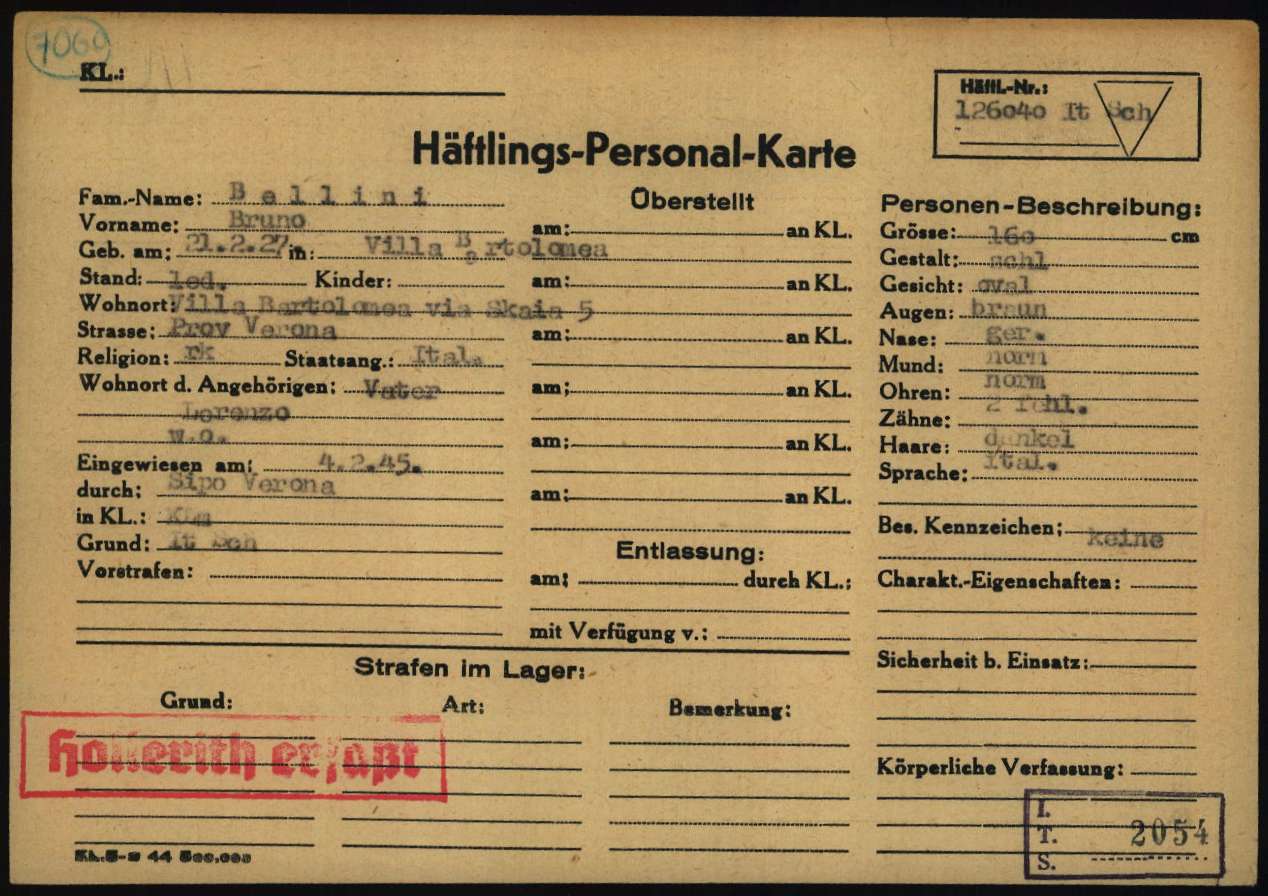 7060
KL.:
Häftl.-Nr.:
126040 It Sch
Häftlings-Personal-Karte
Fam.-Name: Bellini
Vorname: Bruno
Geb. am: 21.2.27. in: Villa Bartolomea
Stand: led. Kinder:
Wohnort: Villa Bartolomea via Skaia 5
Strasse: Prov Verona
Religion: rk Staatsang.: Ital.
Wohnort d. Angehörigen: Vater
Lorenzo
w.o.
Eingewiesen am: 4.2.45.
durch: Sipo Verona
in KL.: KLM
Grund: It Sch
Vorstrafen:
Überstellt
am: an KL.
am: an KL.
am: an KL.
am: an KL.
am: an KL.
am: an KL.
Entlassung:
am: durch KL.:
mit Verfügung v.:
Personen-Beschreibung:
Grösse: 160 cm
Gestalt: schl
Gesicht: oval
Augen: braun
Nase: ger.
Mund: norm
Ohren: norm
Zähne: 2 fehl.
Haare: dunkel
Sprache: ital.
Bes. Kennzeichen: keine
Charakt.-Eigenschaften:
Sicherheit b. Einsatz:
Körperliche Verfassung:
Strafen im Lager:
Grund: Art: Bemerkung:
Hollerith erfaßt
I.
T. 2054
S.